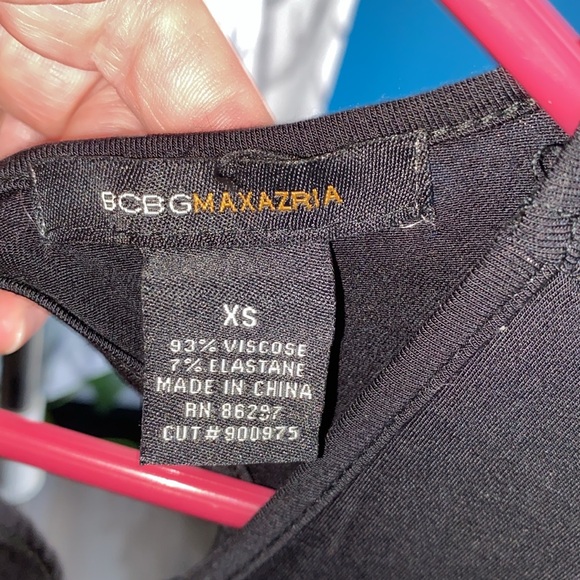 BCBGMAXAZRIA
XS
93% VISCOSE
7% ELASTANE
MADE IN CHINA
RN 86297
CUT#900975